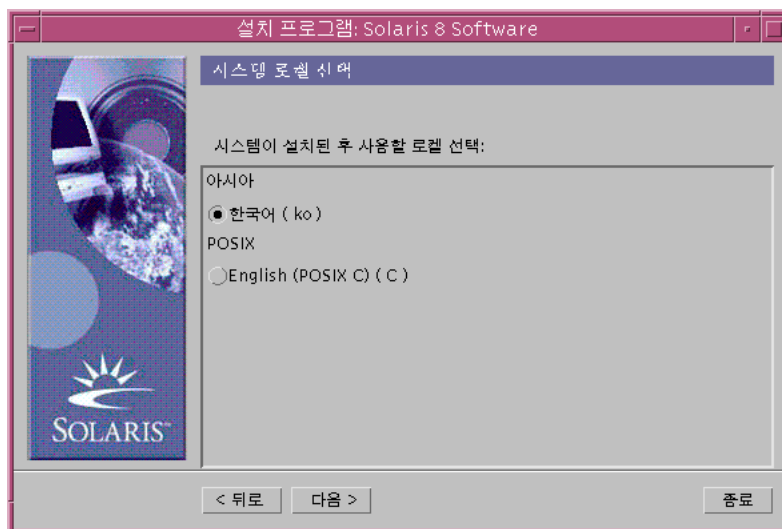 설치 프로그램: Solaris 8 Software
시스템 로켈 선택
시스템이 설치된 후 사용할 로켈 선택:
아시아
한국어 ( ko )
POSIX
English (POSIX C) ( C )
SOLARIS™
< 뒤로
다음 >
종료